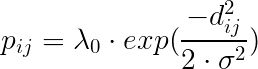 p_{ij} = \lambda_0 \cdot exp(\frac{-d_{ij}^2}{2 \cdot \sigma^2})